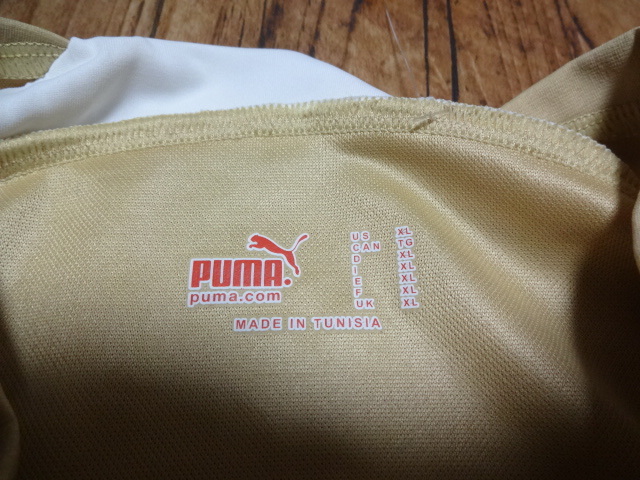 PUMA.
puma.com
US XL
CAN TG
D XL
I XL
E XL
F XL
UK XL
MADE IN TUNISIA